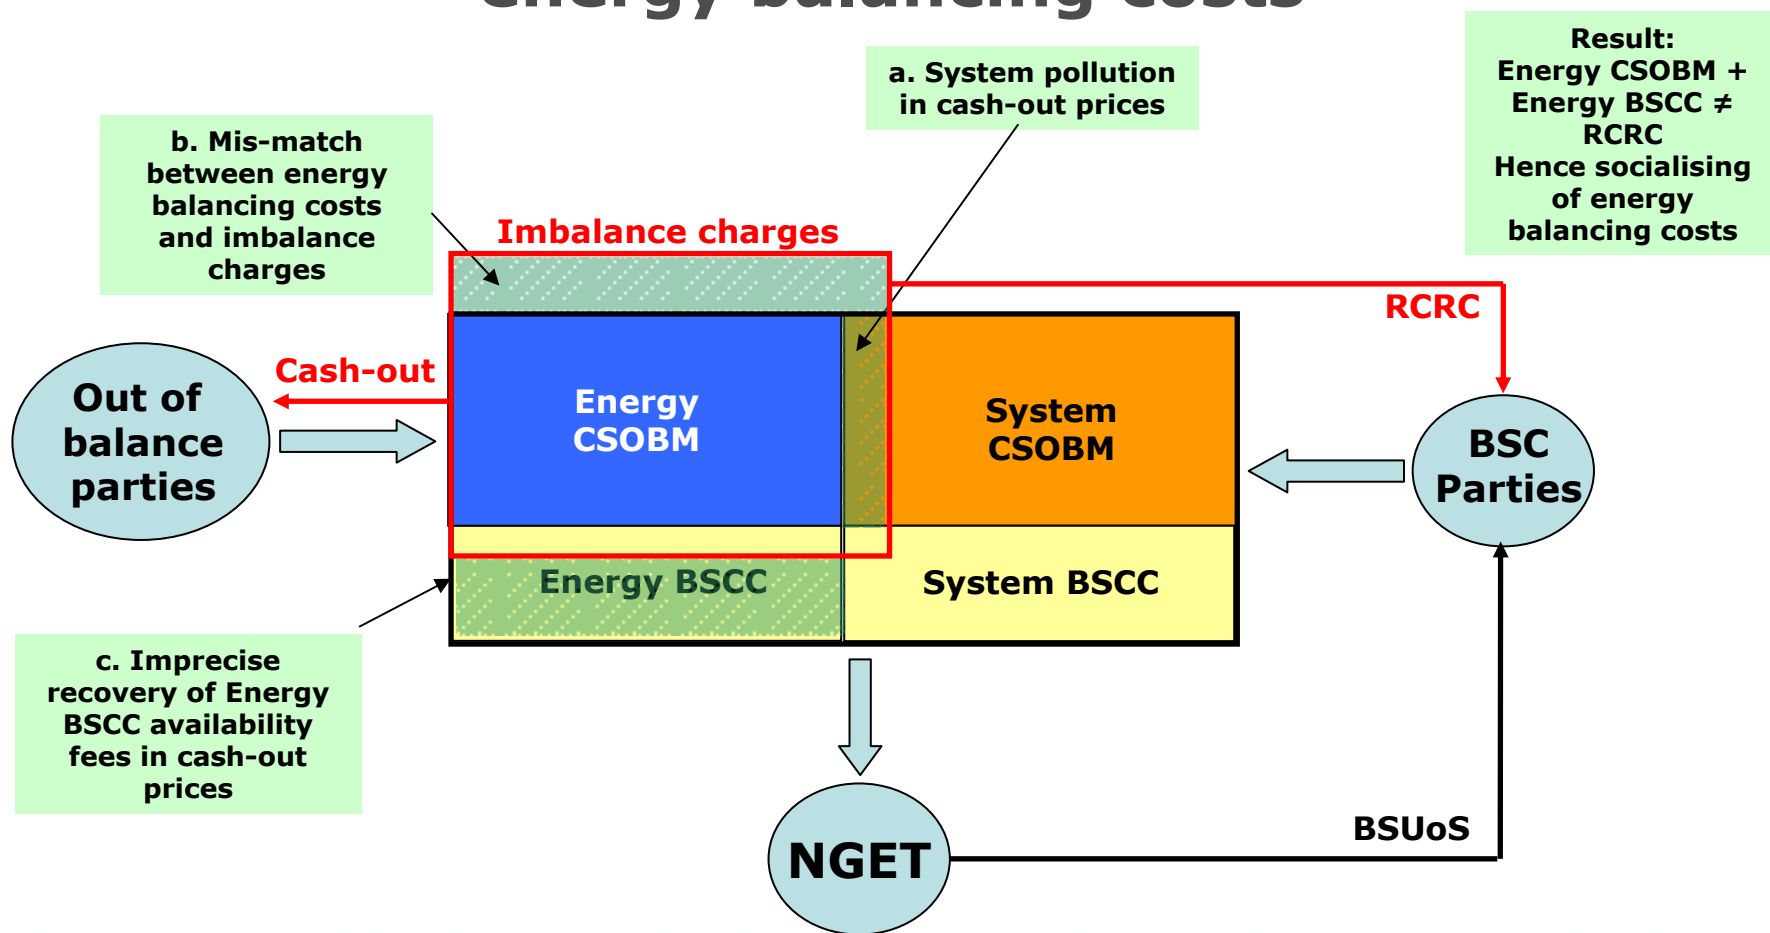 energy balancing costs
a. System pollution
in cash-out prices
Result:
Energy CSOBM +
Energy BSCC ≠
RCRC
Hence socialising
of energy
balancing costs
b. Mis-match
between energy
balancing costs
and imbalance
charges
Imbalance charges
RCRC
Cash-out
Out of
balance
parties
Energy
CSOBM
System
CSOBM
BSC
Parties
Energy BSCC
System BSCC
c. Imprecise
recovery of Energy
BSCC availability
fees in cash-out
prices
BSUoS
NGET